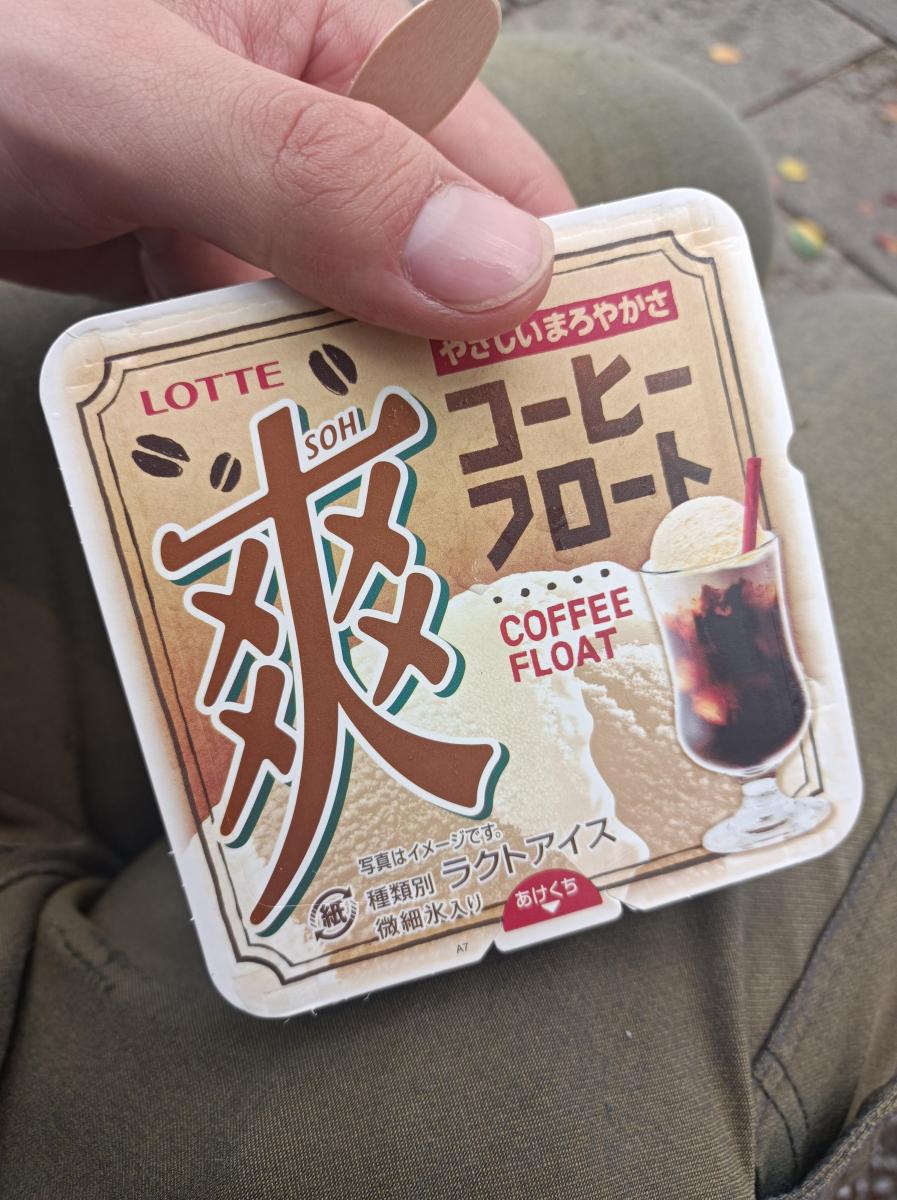 やさしいまろやかさ
LOTTE
コーヒー
フロート
SOH
爽
COFFEE
FLOAT
写真はイメージです。
種類別 ラクトアイス
紙
微細氷入り
あけくち
A7